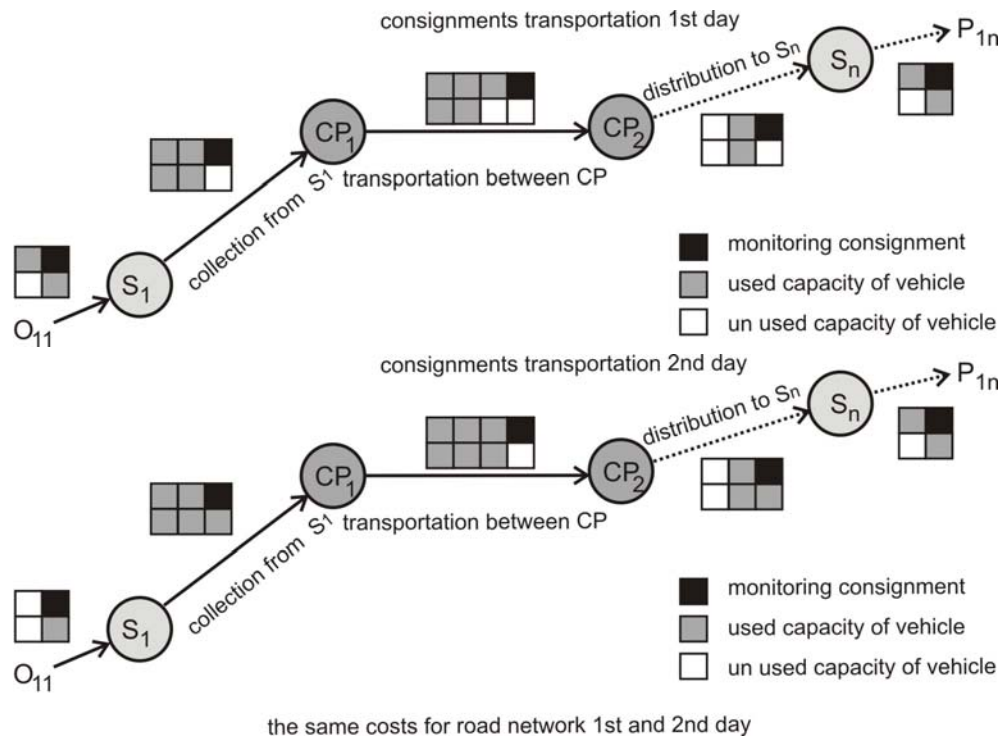 consignments transportation 1st day
P1n
Sn
distribution to Sn
CP1
CP2
transportation between CP
collection from S1
S1
O11
monitoring consignment
used capacity of vehicle
un used capacity of vehicle
consignments transportation 2nd day
P1n
Sn
distribution to Sn
CP1
CP2
transportation between CP
collection from S1
S1
O11
monitoring consignment
used capacity of vehicle
un used capacity of vehicle
the same costs for road network 1st and 2nd day